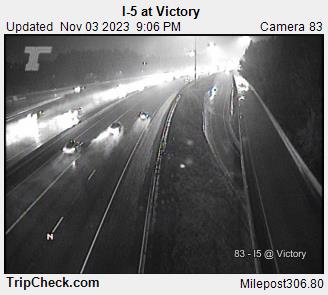 I-5 at Victory
Updated  Nov 03 2023  9:06 PM
Camera 83
T
N
83 - I5 @ Victory
TripCheck.com
Milepost306.80